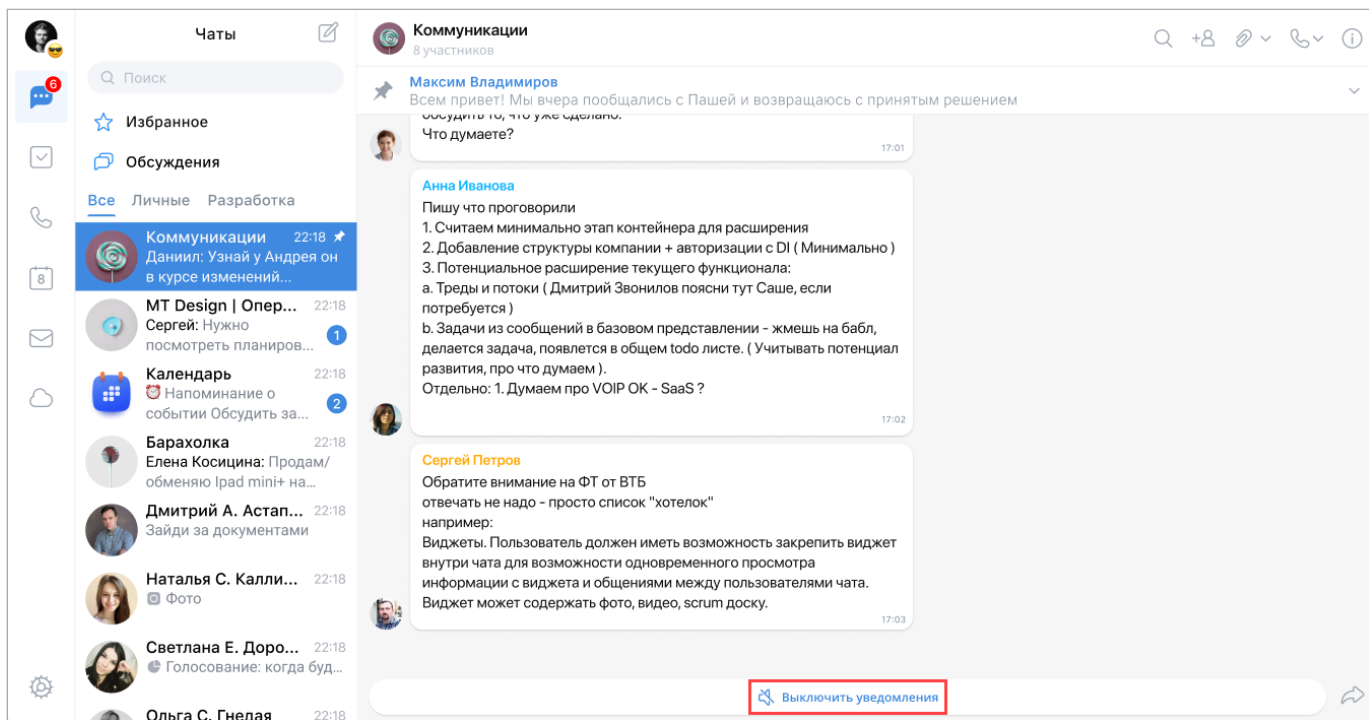 Чаты
Поиск
Избранное
Обсуждения
Все Личные Разработка
Коммуникации 22:18
Даниил: Узнай у Андрея он
в курсе изменений...
MT Design | Опер... 22:18
Сергей: Нужно
посмотреть планиров... 1
Календарь 22:18
Напоминание о
событии Обсудить за... 2
Барахолка 22:18
Елена Косицина: Продам/
обменяю Ipad mini+ на...
Дмитрий А. Астап... 22:18
Зайди за документами
Наталья С. Калли... 22:18
Фото
Светлана Е. Доро... 22:18
Голосование: когда буд...
Ольга С. Гнедая 22:18
6
8
Коммуникации
8 участников
Максим Владимиров
Всем привет! Мы вчера пообщались с Пашей и возвращаюсь с принятым решением
обсудить то, что уже сделано.
Что думаете?
17:01
Анна Иванова
Пишу что проговорили
1. Считаем минимально этап контейнера для расширения
2. Добавление структуры компании + авторизации с DI ( Минимально )
3. Потенциальное расширение текущего функционала:
a. Треды и потоки ( Дмитрий Звонилов поясни тут Саше, если
потребуется )
b. Задачи из сообщений в базовом представлении - жмешь на бабл,
делается задача, появлется в общем todo листе. ( Учитывать потенциал
развития, про что думаем ).
Отдельно: 1. Думаем про VOIP ОК - SaaS ?
17:02
Сергей Петров
Обратите внимание на ФТ от ВТБ
отвечать не надо - просто список "хотелок"
например:
Виджеты. Пользователь должен иметь возможность закрепить виджет
внутри чата для возможности одновременного просмотра
информации с виджета и общениями между пользователями чата.
Виджет может содержать фото, видео, scrum доску.
17:03
Выключить уведомления